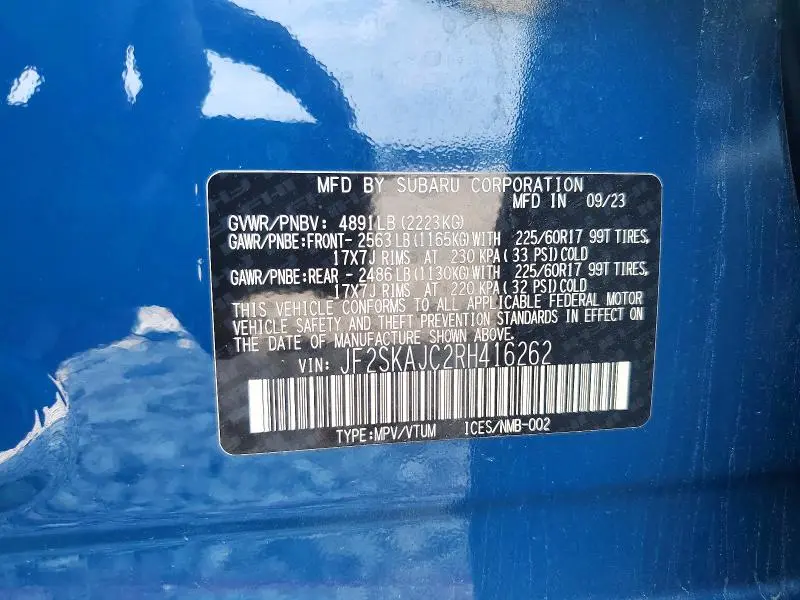 MFD BY SUBARU CORPORATION
MFD IN 09/23
GVWR/PNBV: 4891LB(2223KG)
GAWR/PNBE:FRONT- 2563LB(1165KG)WITH 225/60R17 99T TIRES,
17X7J RIMS AT 230 KPA(33 PSI)COLD
GAWR/PNBE:REAR - 2486LB(1130KG)WITH 225/60R17 99T TIRES,
17X7J RIMS AT 220 KPA(32 PSI)COLD
THIS VEHICLE CONFORMS TO ALL APPLICABLE FEDERAL MOTOR
VEHICLE SAFETY AND THEFT PREVENTION STANDARDS IN EFFECT ON
THE DATE OF MANUFACTURE SHOWN ABOVE.
VIN: JF2SKAJC2RH416262
TYPE:MPV/VTUM ICES/NMB-002